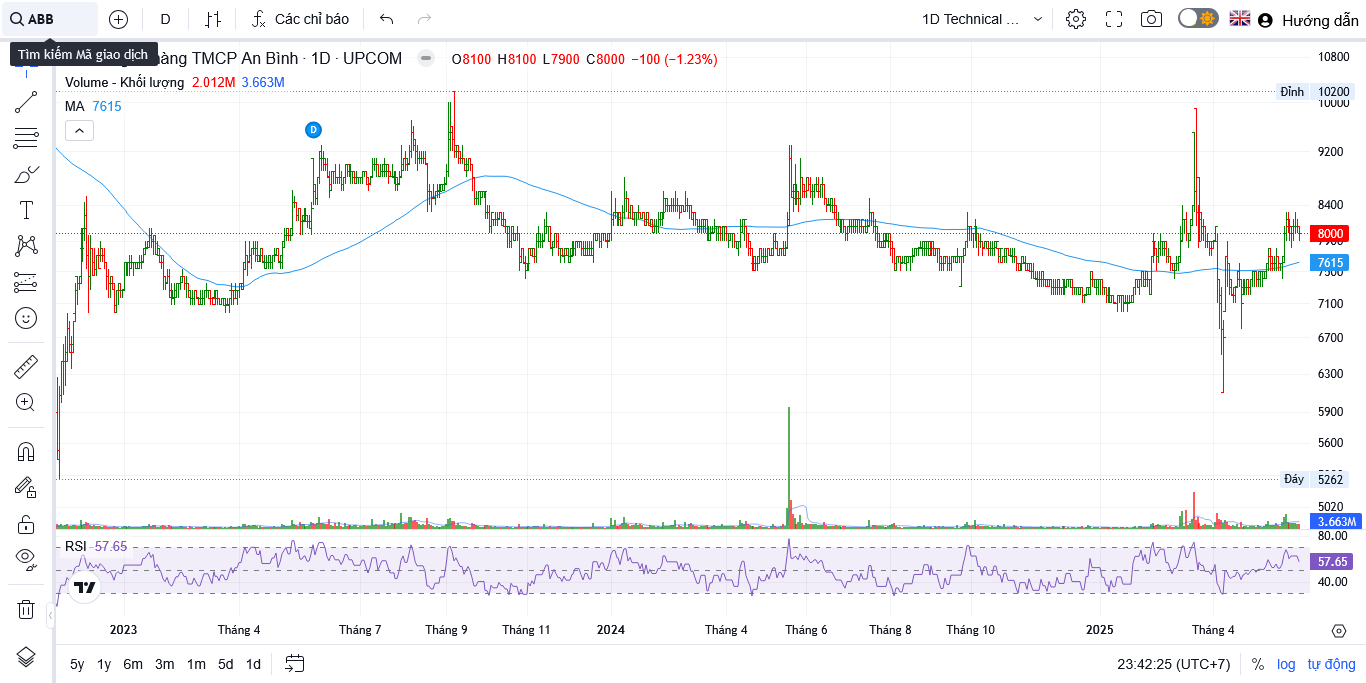 ABB
D
Các chỉ báo
1D Technical ...
Hướng dẫn
Tìm kiếm Mã giao dịch
hàng TMCP An Bình · 1D · UPCOM
O8100 H8100 L7900 C8000 −100 (−1.23%)
Volume - Khối lượng 2.012M 3.663M
MA 7615
D
10800
Đỉnh 10200
10000
9200
8400
8000
7615
7100
6700
6300
5900
5600
Đáy 5262
5020
3.663M
RSI 57.65
80.00
57.65
40.00
2023 Tháng 4 Tháng 7 Tháng 9 Tháng 11 2024 Tháng 4 Tháng 6 Tháng 8 Tháng 10 2025 Tháng 4
5y 1y 6m 3m 1m 5d 1d
23:42:25 (UTC+7) % log tự động